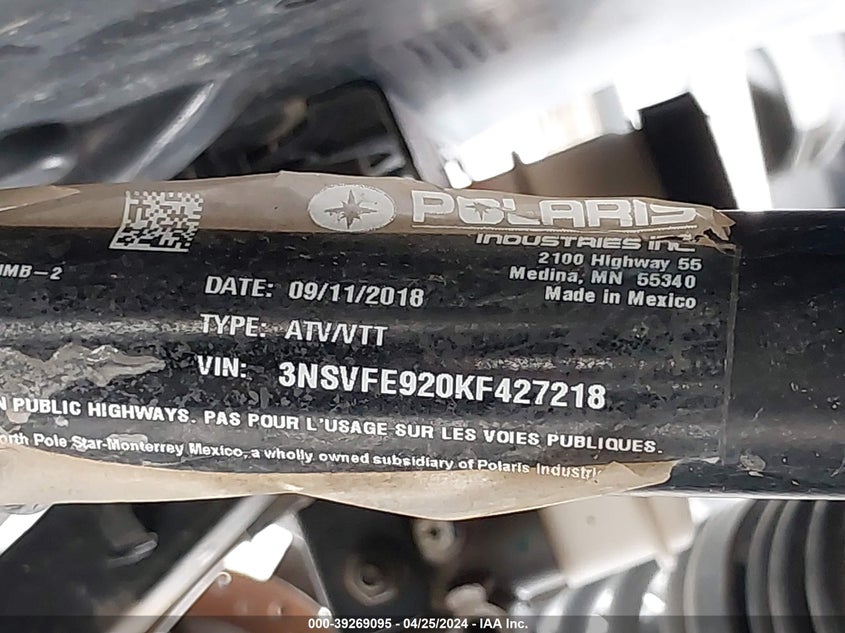 POLARIS
INDUSTRIES INC
2100 Highway 55
Medina, MN 55340
Made in Mexico
MB-2
DATE: 09/11/2018
TYPE: ATV/VTT
VIN: 3NSVFE920KF427218
N PUBLIC HIGHWAYS. PAS POUR L'USAGE SUR LES VOIES PUBLIQUES.
orth Pole Star-Monterrey Mexico, a wholly owned subsidiary of Polaris Industri
000-39269095 - 04/25/2024 - IAA Inc.